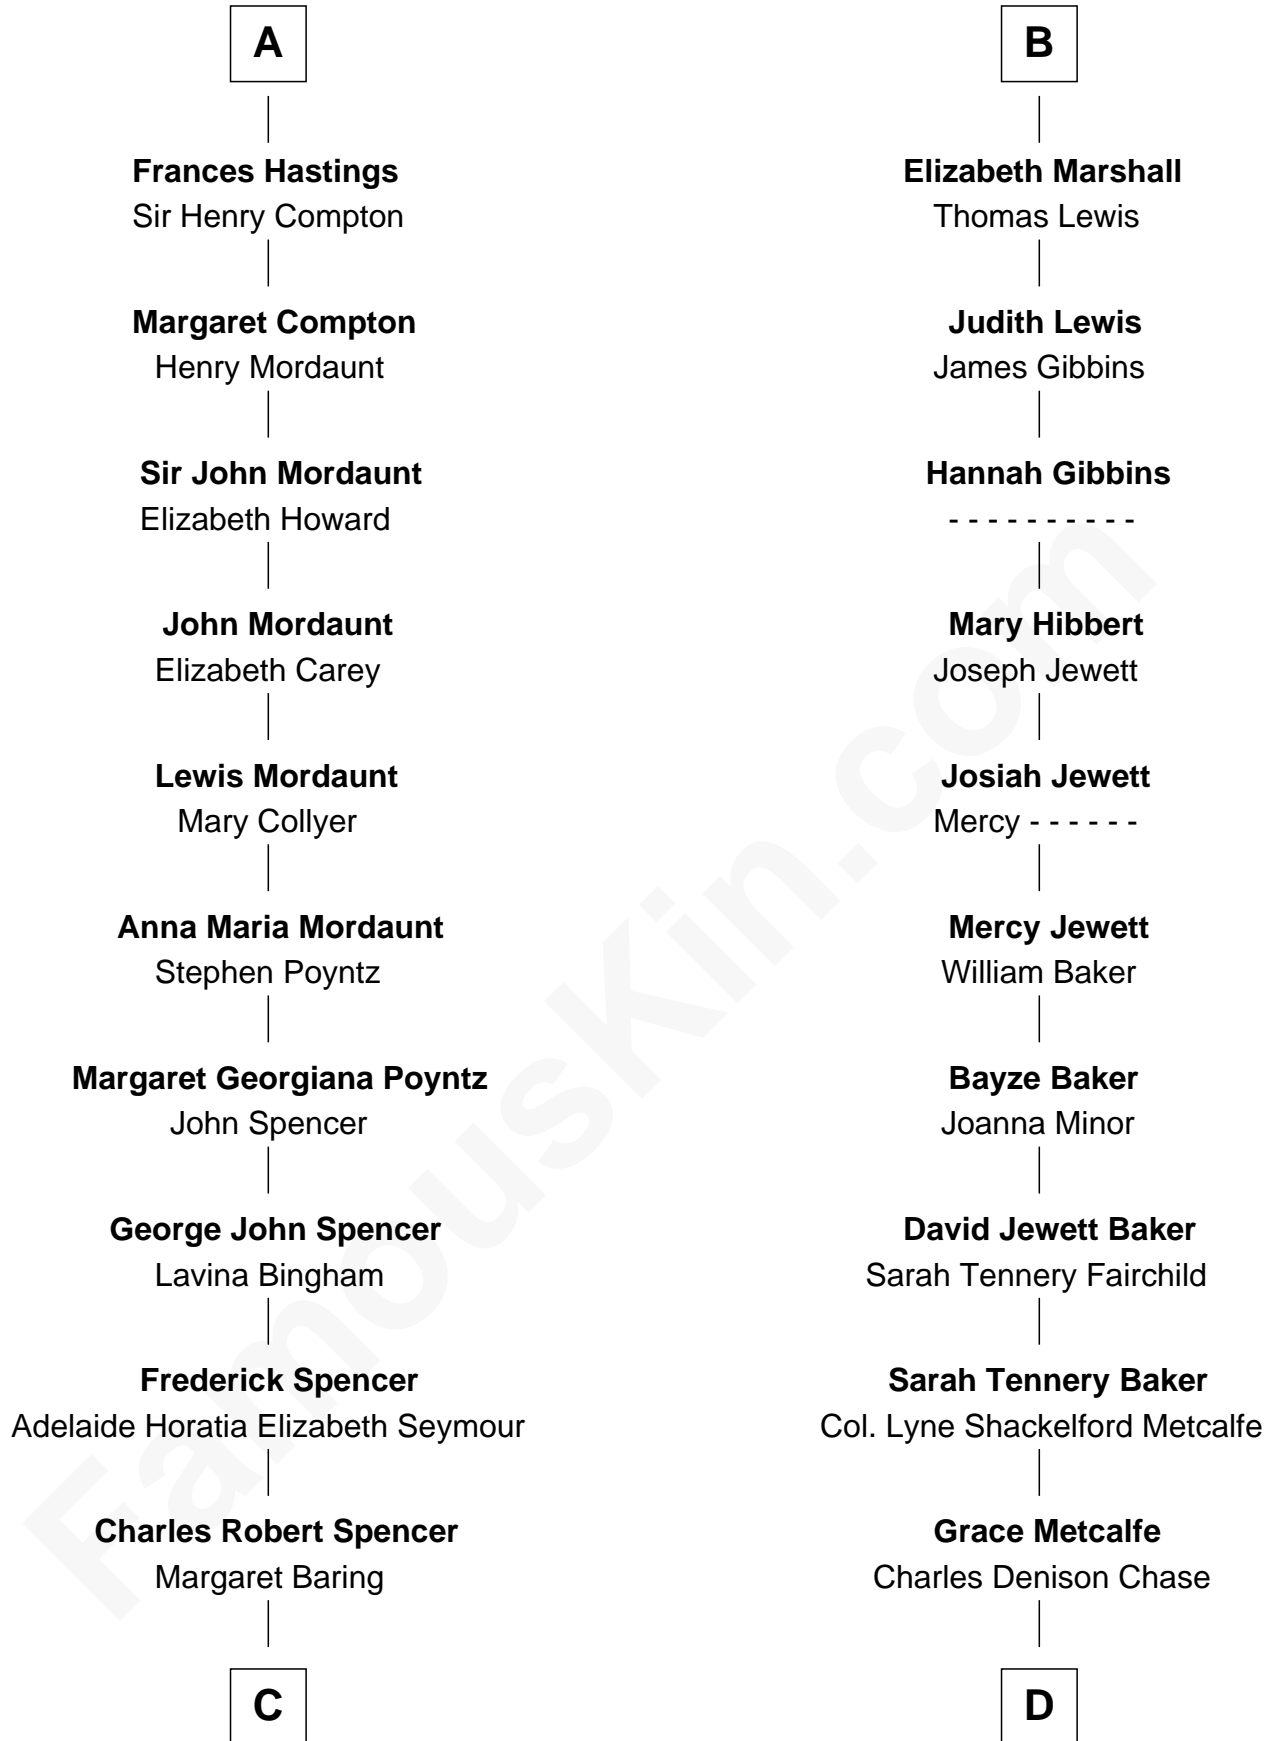 A
Frances Hastings
Sir Henry Compton
Margaret Compton
Henry Mordaunt
Sir John Mordaunt
Elizabeth Howard
John Mordaunt
Elizabeth Carey
Lewis Mordaunt
Mary Collyer
Anna Maria Mordaunt
Stephen Poyntz
Margaret Georgiana Poyntz
John Spencer
George John Spencer
Lavina Bingham
Frederick Spencer
Adelaide Horatia Elizabeth Seymour
Charles Robert Spencer
Margaret Baring
C
B
Elizabeth Marshall
Thomas Lewis
Judith Lewis
James Gibbins
Hannah Gibbins
- - - - - - - - - -
Mary Hibbert
Joseph Jewett
Josiah Jewett
Mercy - - - - - -
Mercy Jewett
William Baker
Bayze Baker
Joanna Minor
David Jewett Baker
Sarah Tennery Fairchild
Sarah Tennery Baker
Col. Lyne Shackelford Metcalfe
Grace Metcalfe
Charles Denison Chase
D
FamousKin.com